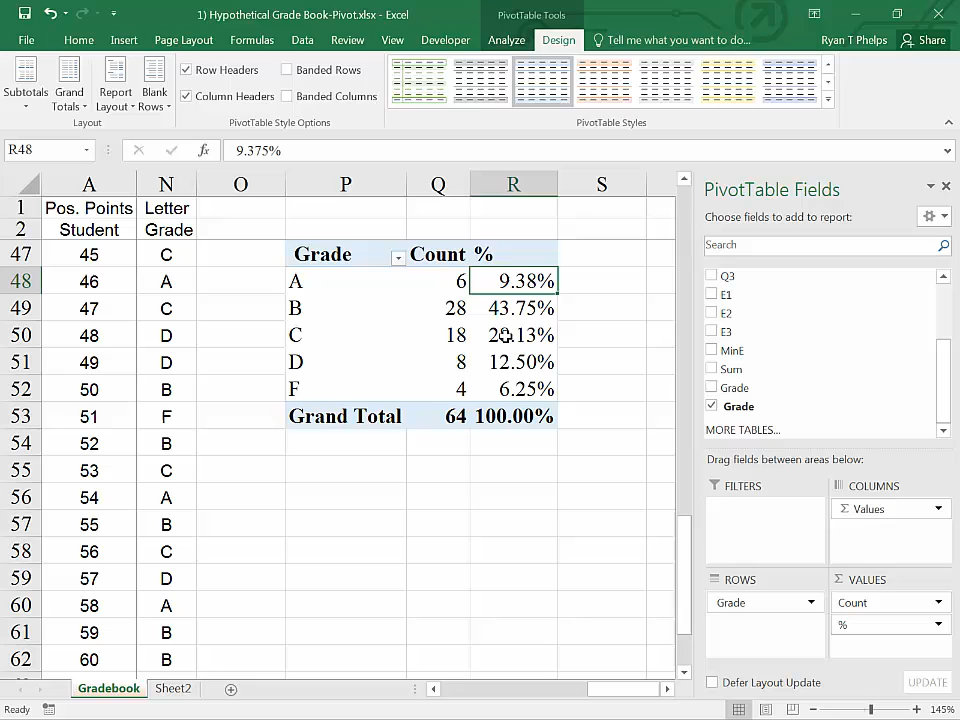 1) Hypothetical Grade Book-Pivot.xlsx - Excel
PivotTable Tools
File Home Insert Page Layout Formulas Data Review View Developer Analyze Design Tell me what you want to do... Ryan T Phelps Share
Subtotals
Grand
Totals
Report
Layout
Blank
Rows
Row Headers
Banded Rows
Column Headers
Banded Columns
Layout
PivotTable Style Options
PivotTable Styles
R48
fx
9.375%
A N O P Q R S
1 Pos. Points Letter
2 Student Grade
47 45 C Grade Count %
48 46 A A 6 9.38%
49 47 C B 28 43.75%
50 48 D C 18 .13%
51 49 D D 8 12.50%
52 50 B F 4 6.25%
53 51 F Grand Total 64 100.00%
54 52 B
55 53 C
56 54 A
57 55 B
58 56 C
59 57 D
60 58 A
61 59 B
62 60 B
PivotTable Fields
Choose fields to add to report:
Search
Q3
E1
E2
E3
MinE
Sum
Grade
Grade
MORE TABLES...
Drag fields between areas below:
FILTERS
COLUMNS
Σ Values
ROWS
Grade
Σ VALUES
Count
%
Defer Layout Update
UPDATE
Gradebook Sheet2
Ready
145%